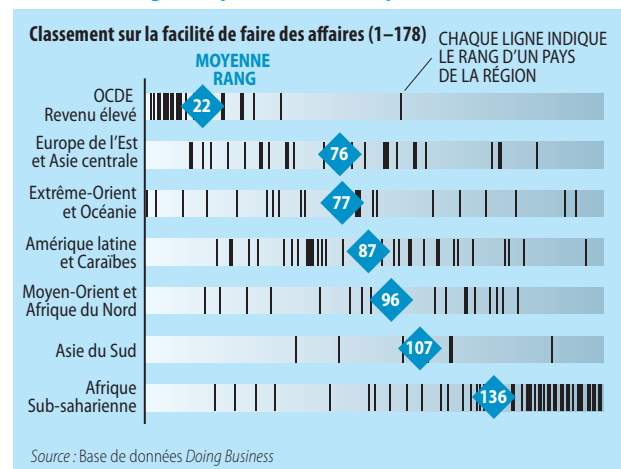 Classement sur la facilité de faire des affaires (1–178)
CHAQUE LIGNE INDIQUE
LE RANG D'UN PAYS
DE LA RÉGION
MOYENNE
RANG
OCDE
Revenu élevé
22
Europe de l'Est
et Asie centrale
76
Extrême-Orient
et Océanie
77
Amérique latine
et Caraïbes
87
Moyen-Orient et
Afrique du Nord
96
Asie du Sud
107
Afrique
Sub-saharienne
136
Source : Base de données Doing Business